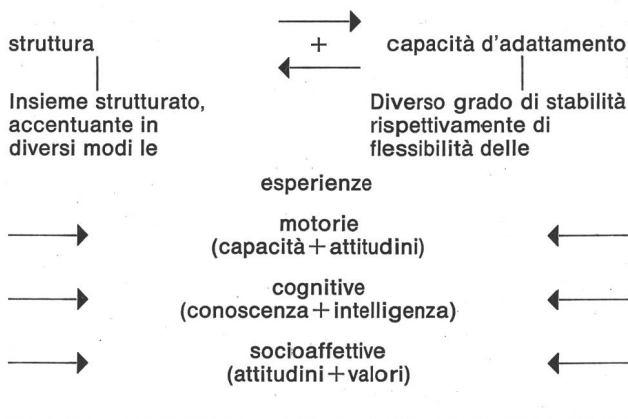 struttura + capacità d'adattamento
Insieme strutturato,
accentuante in
diversi modi le
Diverso grado di stabilità
rispettivamente di
flessibilità delle
esperienze
motorie
(capacità+attitudini)
cognitive
(conoscenza+intelligenza)
socioaffettive
(attitudini+valori)